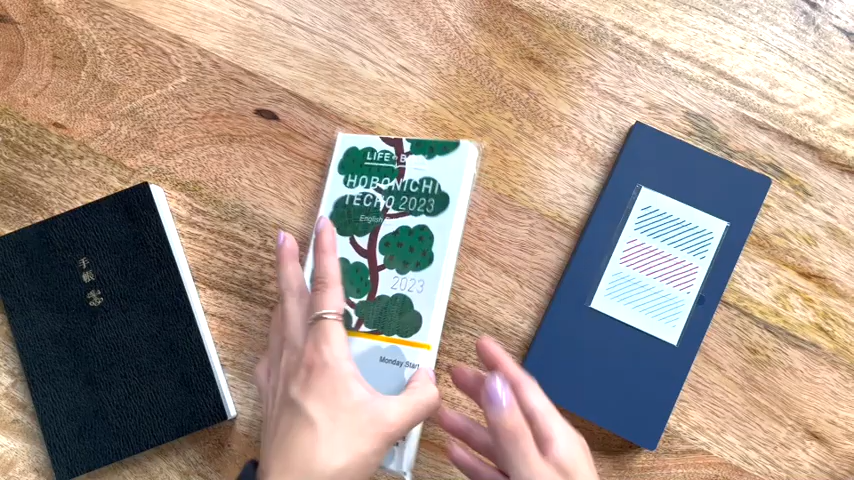 手帳
LIFE・B
HOBONICHI
TECHO 2023
English
2023
Monday Start